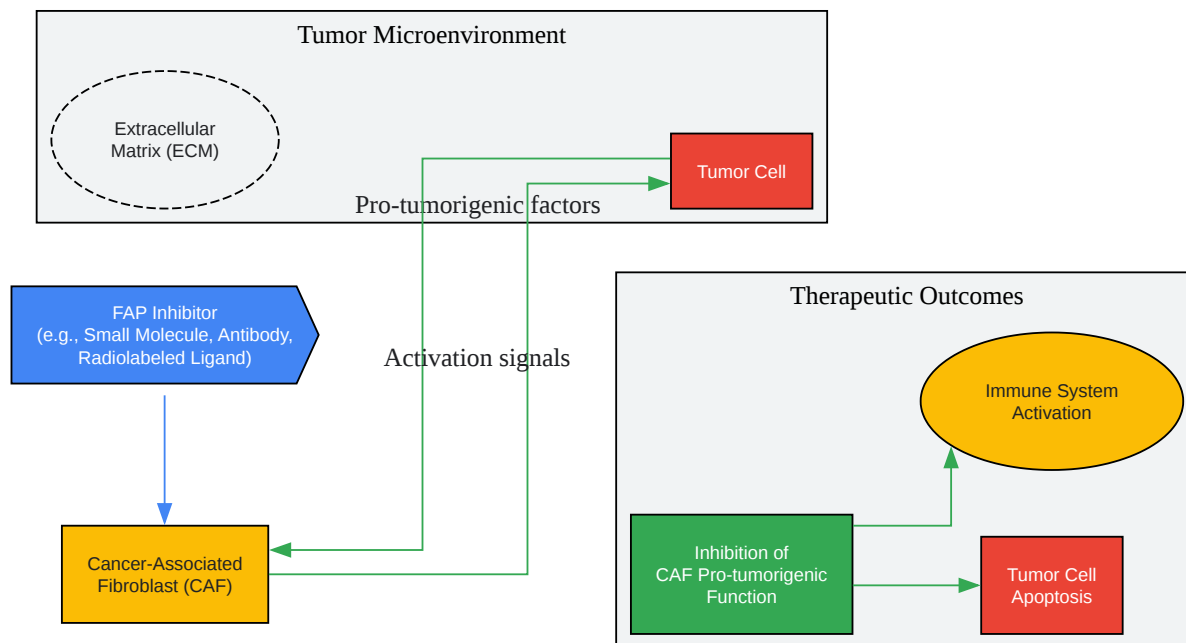 Tumor Microenvironment
Extracellular
Matrix (ECM)
Tumor Cell
Pro-tumorigenic factors
FAP Inhibitor
(e.g., Small Molecule, Antibody,
Radiolabeled Ligand)
Activation signals
Cancer-Associated
Fibroblast (CAF)
Therapeutic Outcomes
Immune System
Activation
Inhibition of
CAF Pro-tumorigenic
Function
Tumor Cell
Apoptosis